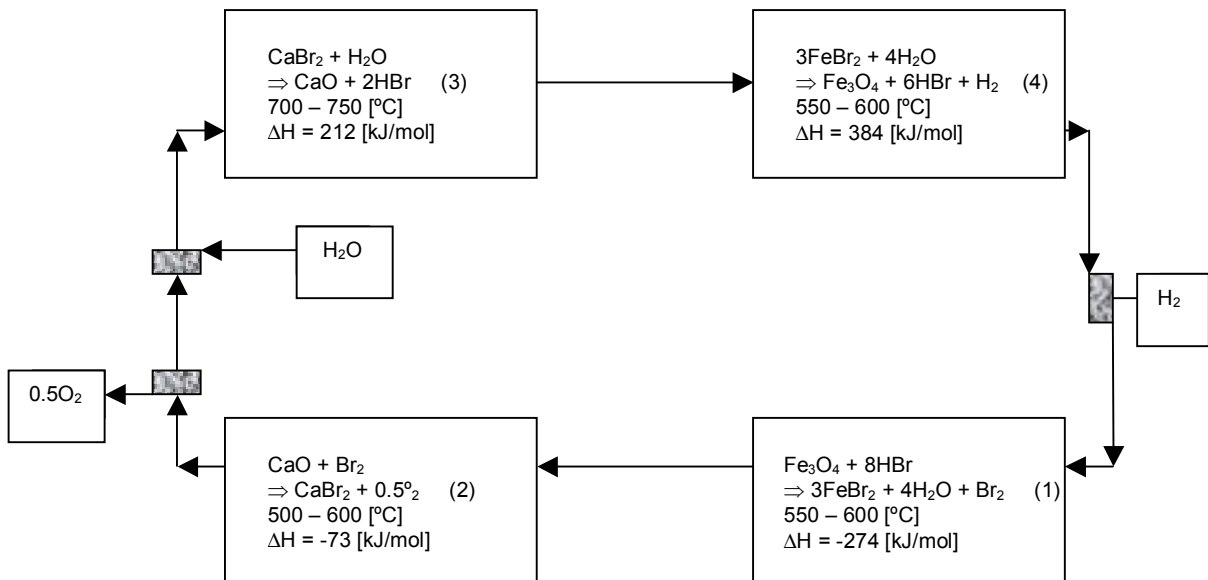 CaBr₂ + H₂O
⇒ CaO + 2HBr (3)
700 – 750 [ºC]
ΔH = 212 [kJ/mol]
3FeBr₂ + 4H₂O
⇒ Fe₃O₄ + 6HBr + H₂ (4)
550 – 600 [ºC]
ΔH = 384 [kJ/mol]
H₂O
H₂
0.5O₂
CaO + Br₂
⇒ CaBr₂ + 0.5º₂ (2)
500 – 600 [ºC]
ΔH = -73 [kJ/mol]
Fe₃O₄ + 8HBr
⇒ 3FeBr₂ + 4H₂O + Br₂ (1)
550 – 600 [ºC]
ΔH = -274 [kJ/mol]